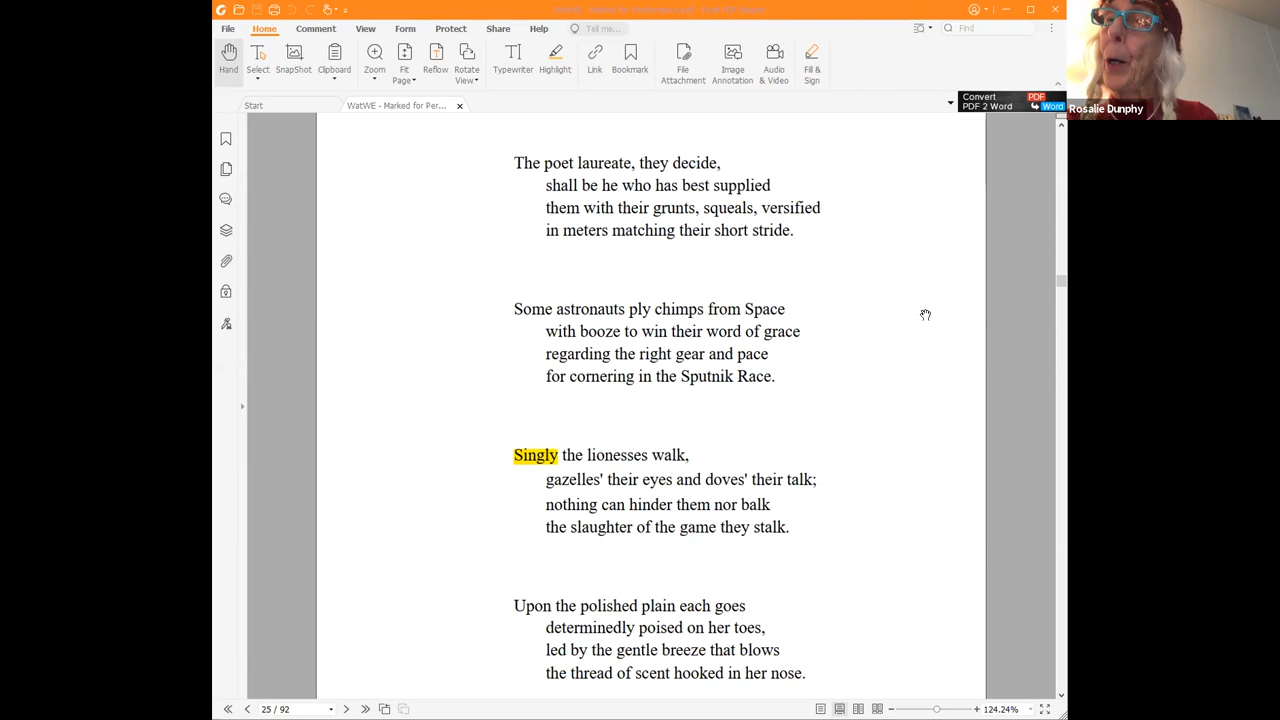 File Home Comment View Form Protect Share Help Tell me... Find
Hand Select SnapShot Clipboard Zoom Fit Page Reflow Rotate View Typewriter Highlight Link Bookmark File Attachment Image Annotation Audio & Video Fill & Sign
Convert PDF
PDF 2 Word Word
Start WatWE - Marked for Per...
Rosalie Dunphy
The poet laureate, they decide,
shall be he who has best supplied
them with their grunts, squeals, versified
in meters matching their short stride.
Some astronauts ply chimps from Space
with booze to win their word of grace
regarding the right gear and pace
for cornering in the Sputnik Race.
Singly the lionesses walk,
gazelles' their eyes and doves' their talk;
nothing can hinder them nor balk
the slaughter of the game they stalk.
Upon the polished plain each goes
determinedly poised on her toes,
led by the gentle breeze that blows
the thread of scent hooked in her nose.
25 / 92 124.24%